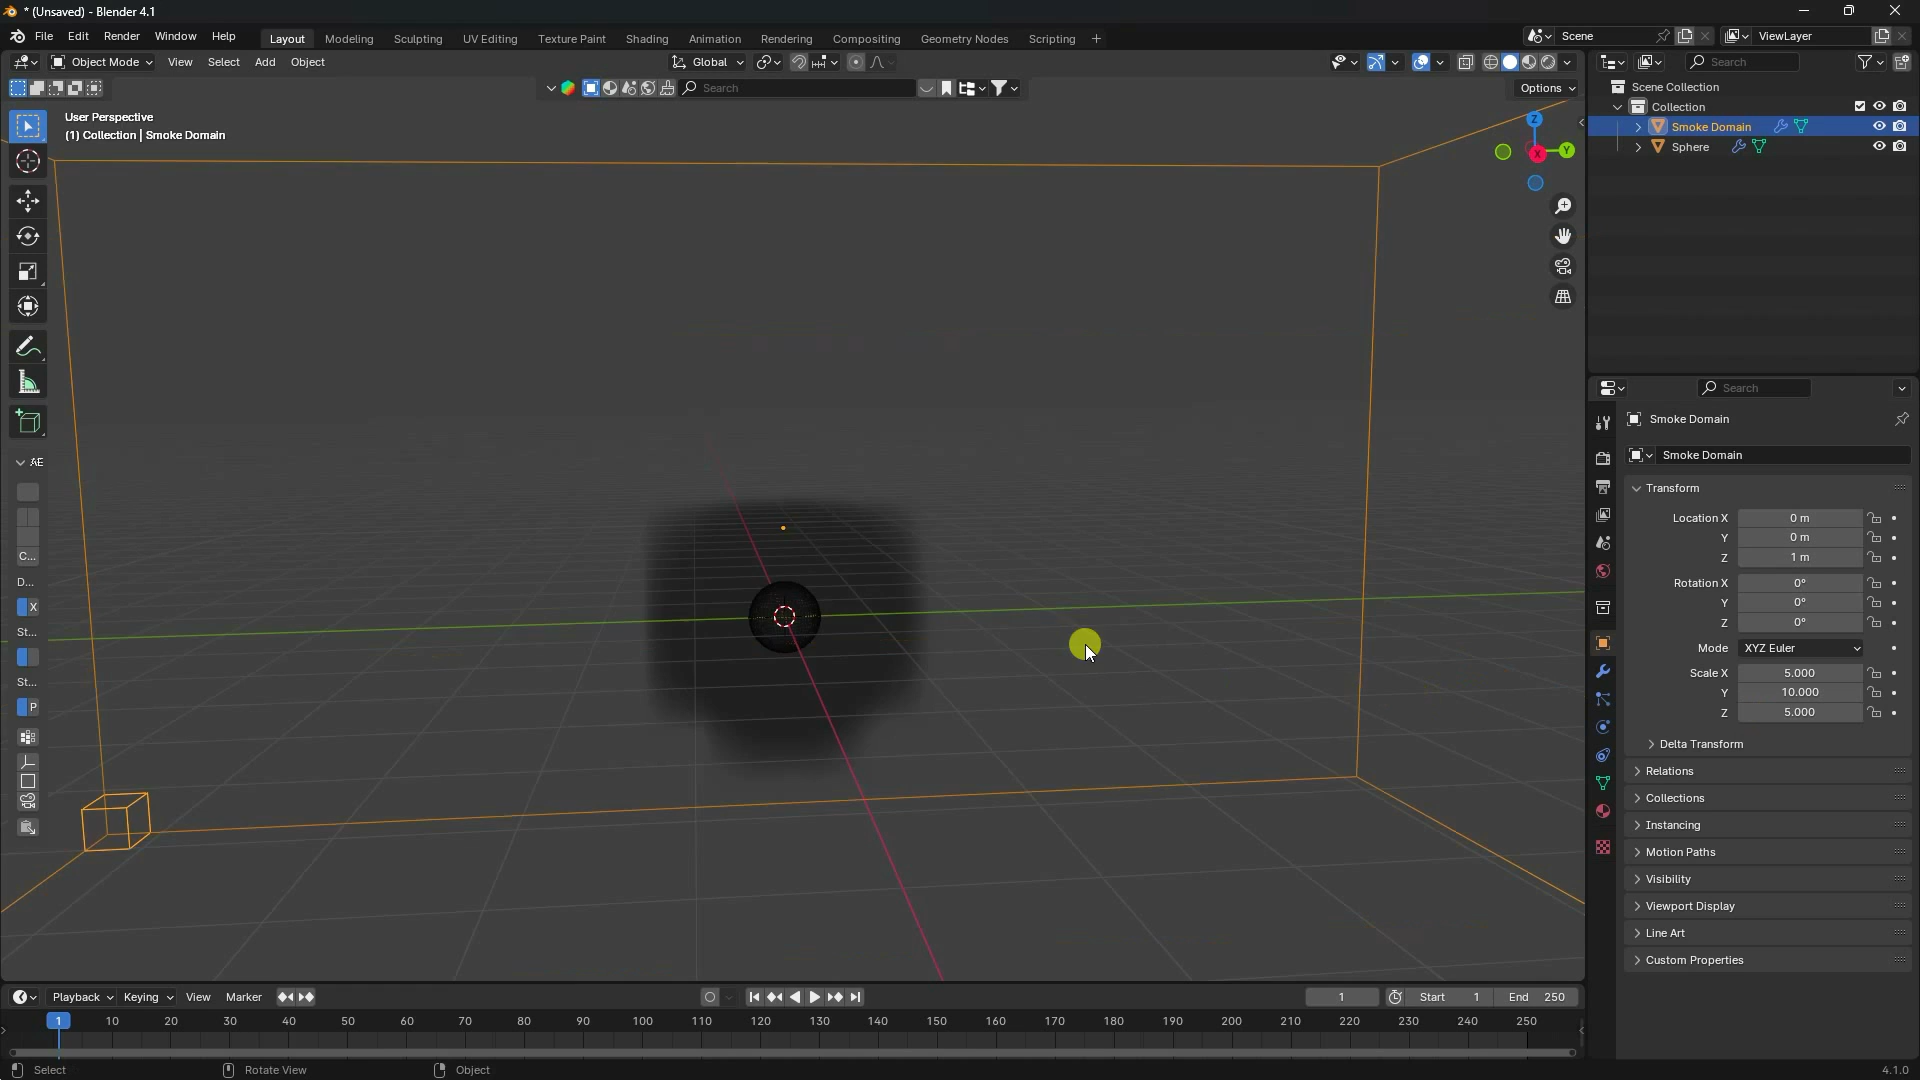 * (Unsaved) - Blender 4.1
File Edit Render Window Help Layout Modeling Sculpting UV Editing Texture Paint Shading Animation Rendering Compositing Geometry Nodes Scripting + Scene ViewLayer
Object Mode View Select Add Object Global Search
Search Options
User Perspective
(1) Collection | Smoke Domain
Z
Y
X
AE
C...
D...
X
St...
St...
P
Scene Collection
Collection
Smoke Domain
Sphere
Search
Smoke Domain
Smoke Domain
Transform
Location X 0 m
Y 0 m
Z 1 m
Rotation X 0°
Y 0°
Z 0°
Mode XYZ Euler
Scale X 5.000
Y 10.000
Z 5.000
Delta Transform
Relations
Collections
Instancing
Motion Paths
Visibility
Viewport Display
Line Art
Custom Properties
Playback Keying View Marker 1 Start 1 End 250
1 10 20 30 40 50 60 70 80 90 100 110 120 130 140 150 160 170 180 190 200 210 220 230 240 250
Select Rotate View Object 4.1.0